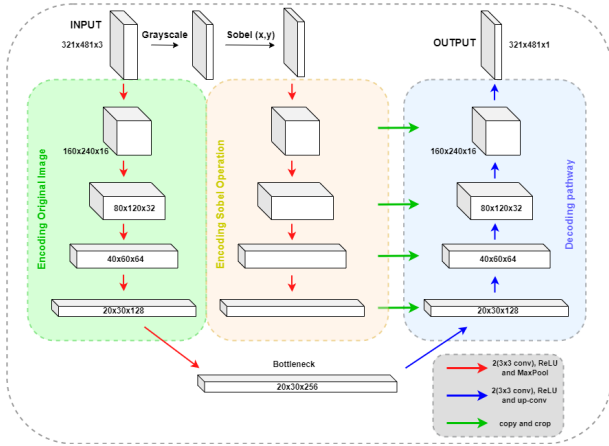 INPUT
321x481x3
Grayscale
Sobel (x,y)
OUTPUT
321x481x1
Encoding Original Image
160x240x16
80x120x32
40x60x64
20x30x128
Encoding Sobel Operation
160x240x16
80x120x32
40x60x64
20x30x128
Decoding pathway
Bottleneck
20x30x256
2(3x3 conv), ReLU
and MaxPool
2(3x3 conv), ReLU
and up-conv
copy and crop